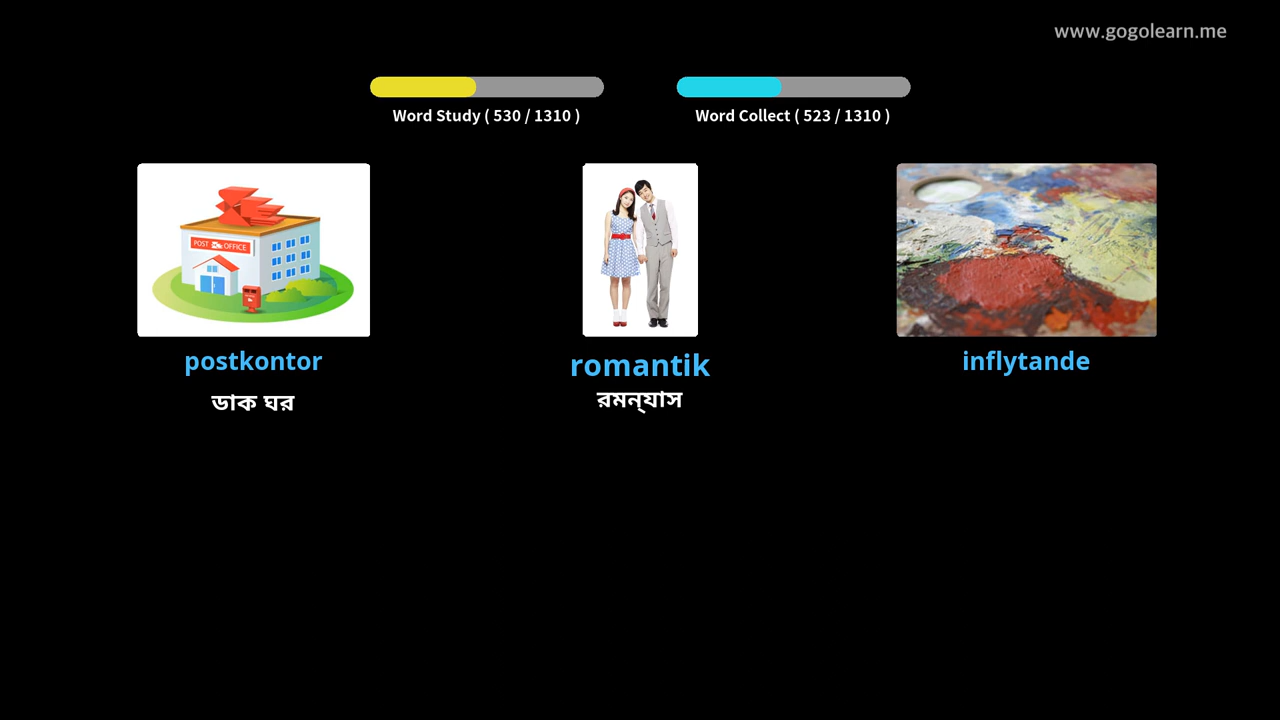 www.gogolearn.me
Word Study ( 530 / 1310 )
Word Collect ( 523 / 1310 )
POST OFFICE
postkontor
romantik
inflytande
ডাক ঘর
রমন্‌যাস